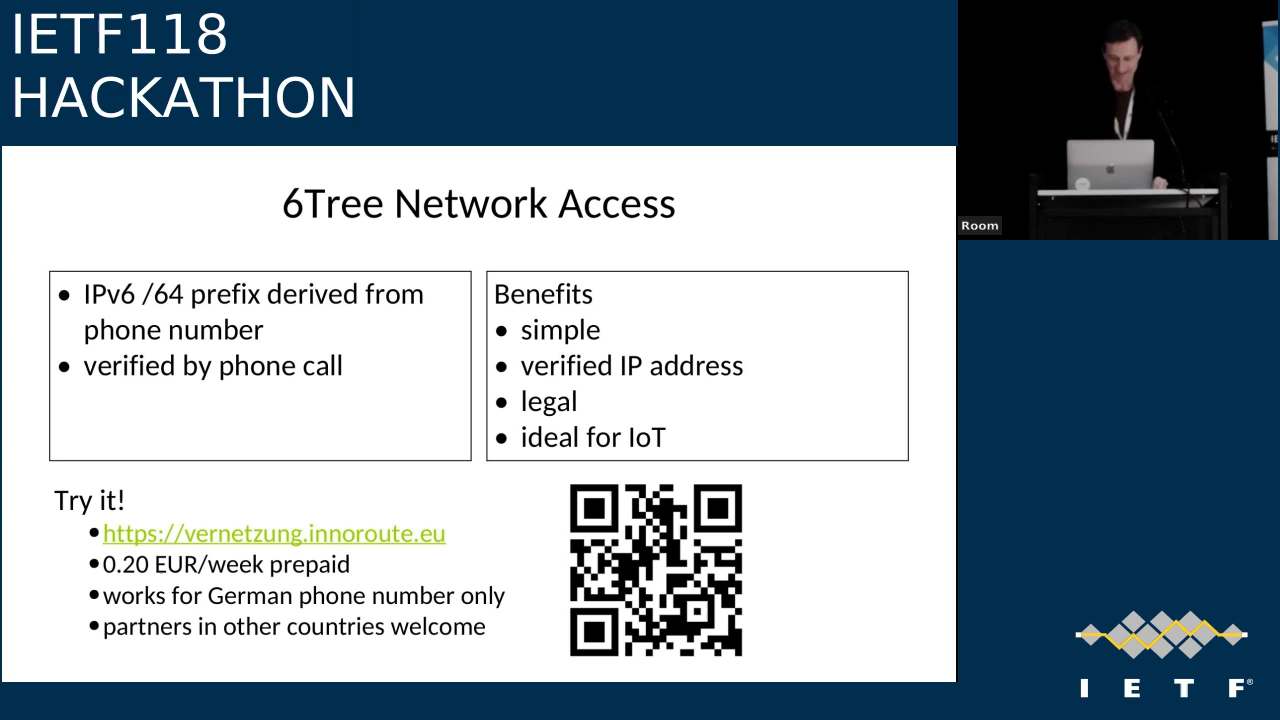 IETF118
HACKATHON
6Tree Network Access
• IPv6 /64 prefix derived from
phone number
• verified by phone call
Benefits
• simple
• verified IP address
• legal
• ideal for IoT
Try it!
•https://vernetzung.innoroute.eu
•0.20 EUR/week prepaid
•works for German phone number only
•partners in other countries welcome
Room
I E T F®